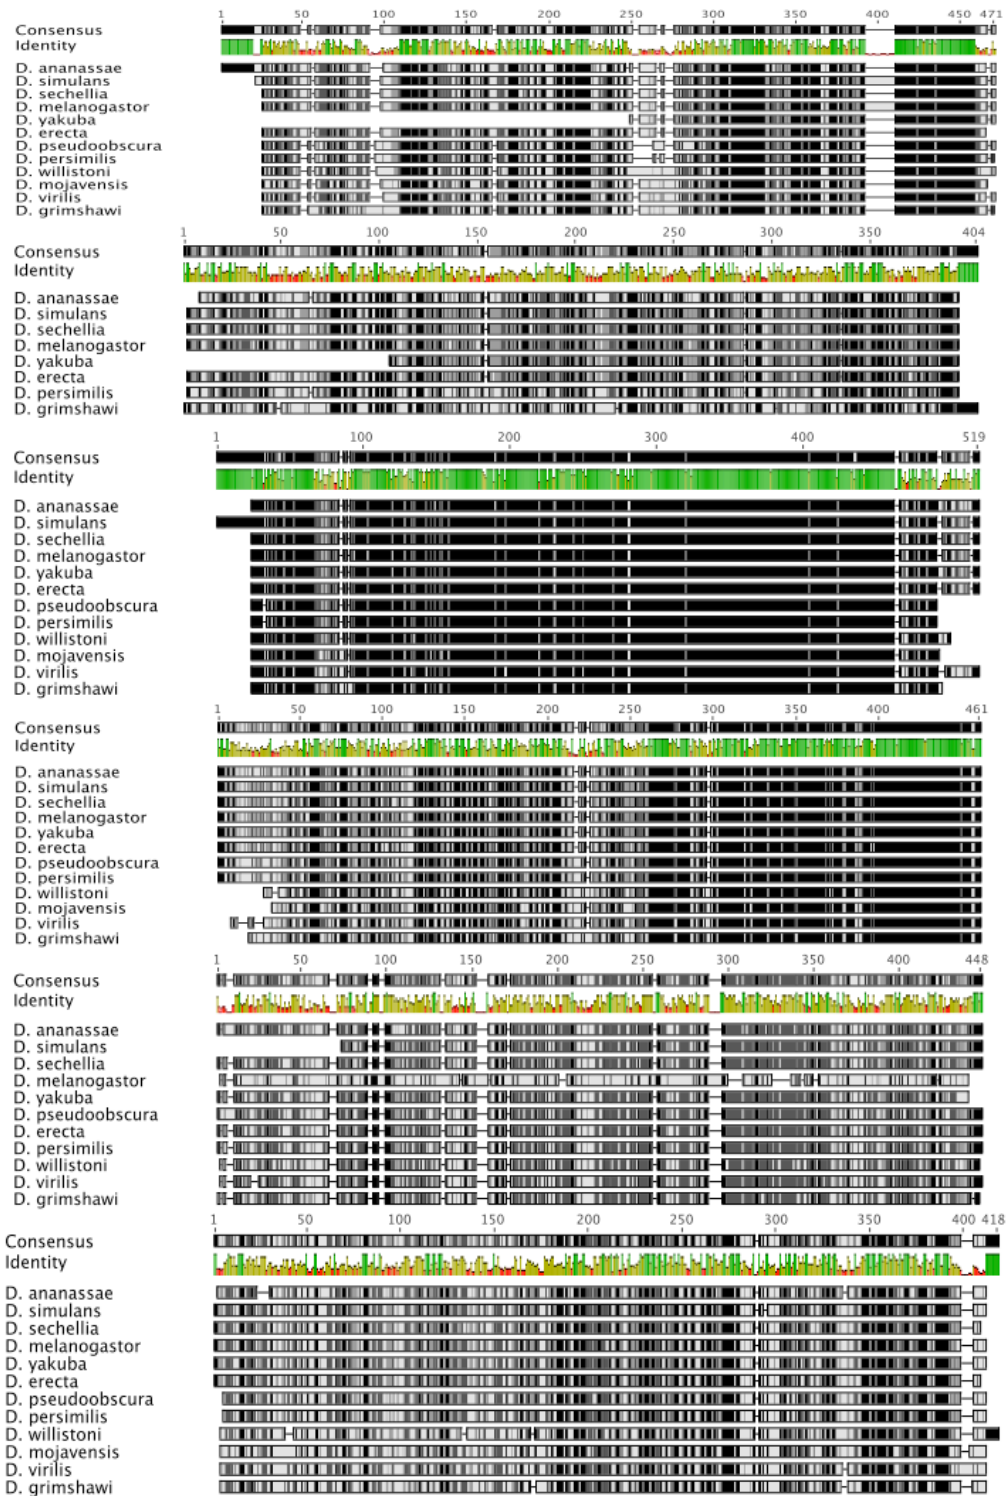 1 50 100 150 200 250 300 350 400 450 471
Consensus
Identity
D. ananassae
D. simulans
D. sechellia
D. melanogastor
D. yakuba
D. erecta
D. pseudoobscura
D. persimilis
D. willistoni
D. mojavensis
D. virilis
D. grimshawi
1 50 100 150 200 250 300 350 404
Consensus
Identity
D. ananassae
D. simulans
D. sechellia
D. melanogastor
D. yakuba
D. erecta
D. persimilis
D. grimshawi
1 100 200 300 400 519
Consensus
Identity
D. ananassae
D. simulans
D. sechellia
D. melanogastor
D. yakuba
D. erecta
D. pseudoobscura
D. persimilis
D. willistoni
D. mojavensis
D. virilis
D. grimshawi
1 50 100 150 200 250 300 350 400 461
Consensus
Identity
D. ananassae
D. simulans
D. sechellia
D. melanogastor
D. yakuba
D. erecta
D. pseudoobscura
D. persimilis
D. willistoni
D. mojavensis
D. virilis
D. grimshawi
1 50 100 150 200 250 300 350 400 448
Consensus
Identity
D. ananassae
D. simulans
D. sechellia
D. melanogastor
D. yakuba
D. pseudoobscura
D. erecta
D. persimilis
D. willistoni
D. virilis
D. grimshawi
1 50 100 150 200 250 300 350 400 418
Consensus
Identity
D. ananassae
D. simulans
D. sechellia
D. melanogastor
D. yakuba
D. erecta
D. pseudoobscura
D. persimilis
D. willistoni
D. mojavensis
D. virilis
D. grimshawi